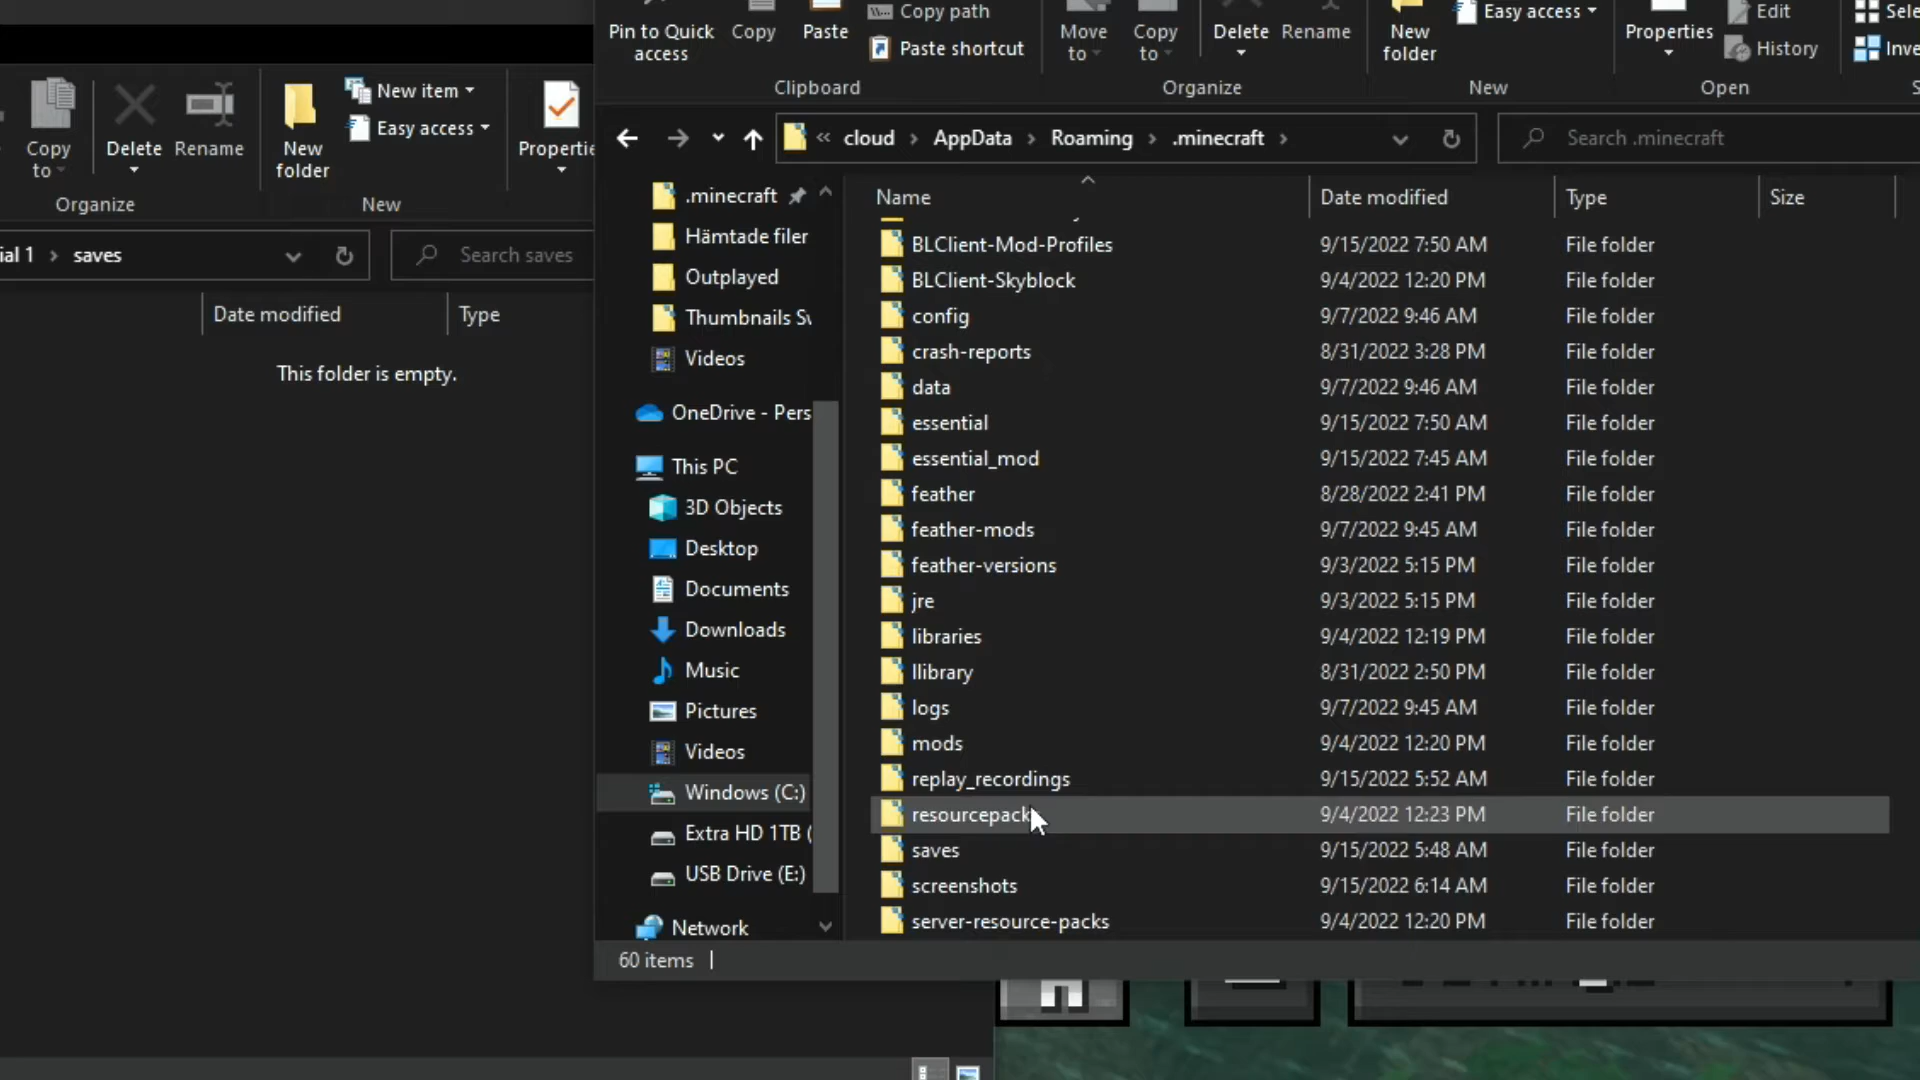 Pin to Quick access
Copy
Paste
Copy path
Paste shortcut
Clipboard
Move to
Copy to
Delete
Rename
Organize
New folder
Easy access
New
Properties
Edit
History
Open
Copy to
Delete
Rename
Organize
New folder
New item
Easy access
New
saves
Search saves
Date modified
Type
This folder is empty.
« cloud > AppData > Roaming > .minecraft >
Search .minecraft
.minecraft
Hämtade filer
Outplayed
Thumbnails
Videos
OneDrive - Pers
This PC
3D Objects
Desktop
Documents
Downloads
Music
Pictures
Videos
Windows (C:)
Extra HD 1TB (
USB Drive (E:)
Network
Name Date modified Type Size
BLClient-Mod-Profiles 9/15/2022 7:50 AM File folder
BLClient-Skyblock 9/4/2022 12:20 PM File folder
config 9/7/2022 9:46 AM File folder
crash-reports 8/31/2022 3:28 PM File folder
data 9/7/2022 9:46 AM File folder
essential 9/15/2022 7:50 AM File folder
essential_mod 9/15/2022 7:45 AM File folder
feather 8/28/2022 2:41 PM File folder
feather-mods 9/7/2022 9:45 AM File folder
feather-versions 9/3/2022 5:15 PM File folder
jre 9/3/2022 5:15 PM File folder
libraries 9/4/2022 12:19 PM File folder
llibrary 8/31/2022 2:50 PM File folder
logs 9/7/2022 9:45 AM File folder
mods 9/4/2022 12:20 PM File folder
replay_recordings 9/15/2022 5:52 AM File folder
resourcepack 9/4/2022 12:23 PM File folder
saves 9/15/2022 5:48 AM File folder
screenshots 9/15/2022 6:14 AM File folder
server-resource-packs 9/4/2022 12:20 PM File folder
60 items